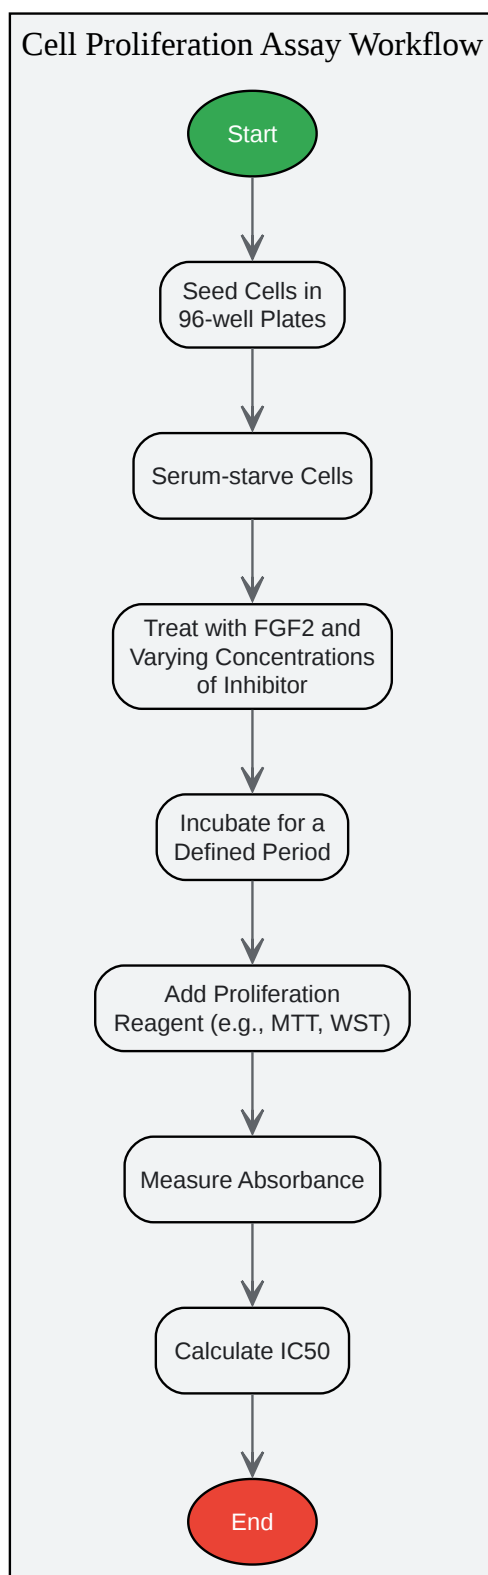 Cell Proliferation Assay Workflow
Start
Seed Cells in
96-well Plates
Serum-starve Cells
Treat with FGF2 and
Varying Concentrations
of Inhibitor
Incubate for a
Defined Period
Add Proliferation
Reagent (e.g., MTT, WST)
Measure Absorbance
Calculate IC50
End